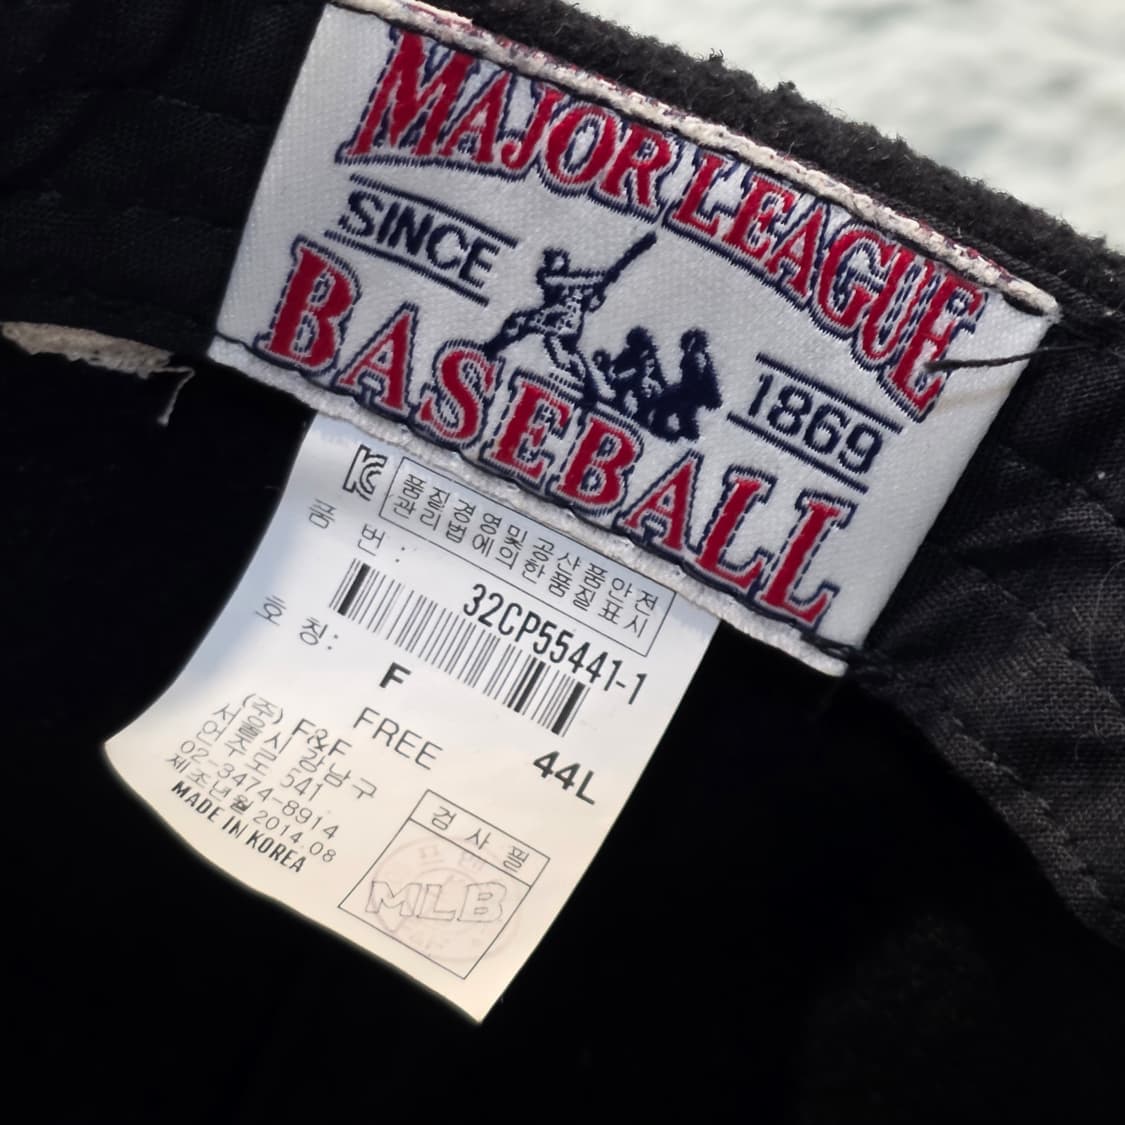 MAJOR LEAGUE
SINCE
1869
BASEBALL
품질경영및공산품안전
관리법에의한품질표시
품 번 :
32CP55441-1
호 칭:
F
FREE
44L
(주) F&F
서울시 강남구
언주로 541
02-3474-8914
제조년월 2014.08
MADE IN KOREA
검 사 필
MLB